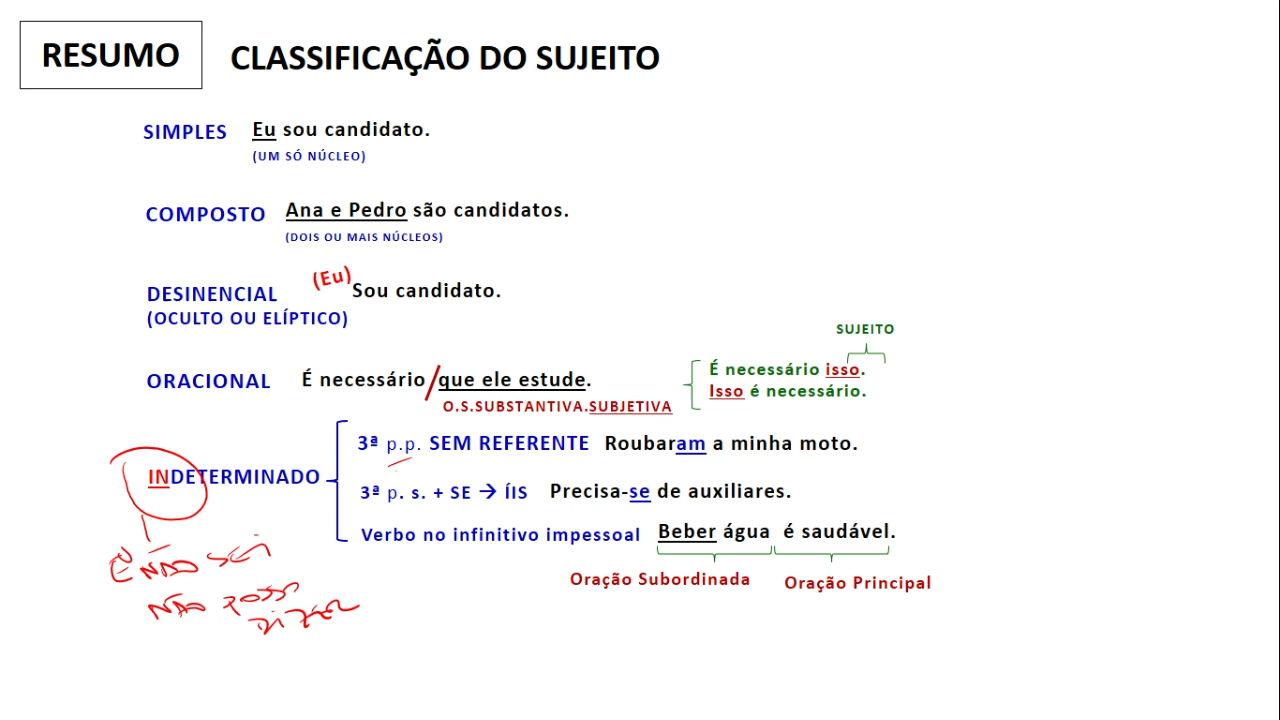 RESUMO CLASSIFICAÇÃO DO SUJEITO
SIMPLES Eu sou candidato.
(UM SÓ NÚCLEO)
COMPOSTO Ana e Pedro são candidatos.
(DOIS OU MAIS NÚCLEOS)
DESINENCIAL (Eu) Sou candidato.
(OCULTO OU ELÍPTICO)
SUJEITO
ORACIONAL É necessário/que ele estude.
O.S.SUBSTANTIVA.SUBJETIVA
É necessário isso.
Isso é necessário.
INDETERMINADO
3ª p.p. SEM REFERENTE Roubaram a minha moto.
3ª p. s. + SE → ÍIS Precisa-se de auxiliares.
Verbo no infinitivo impessoal Beber água é saudável.
Oração Subordinada Oração Principal
É NÃO SEI
NÃO POSSO
DIZER